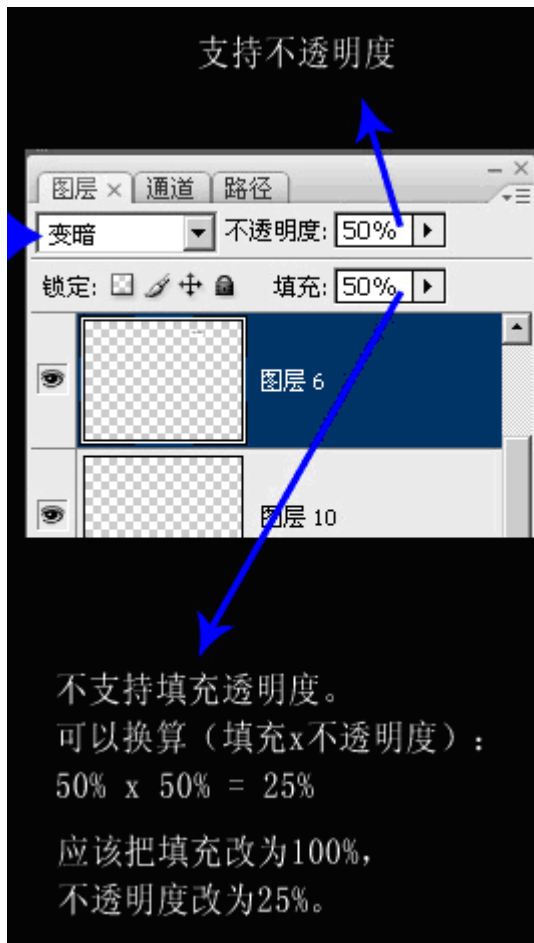 支持不透明度
图层 × 通道 路径
变暗 不透明度: 50%
锁定: 填充: 50%
图层 6
图层 10
不支持填充透明度。
可以换算（填充x不透明度）：
50% x 50% = 25%
应该把填充改为100%，
不透明度改为25%。